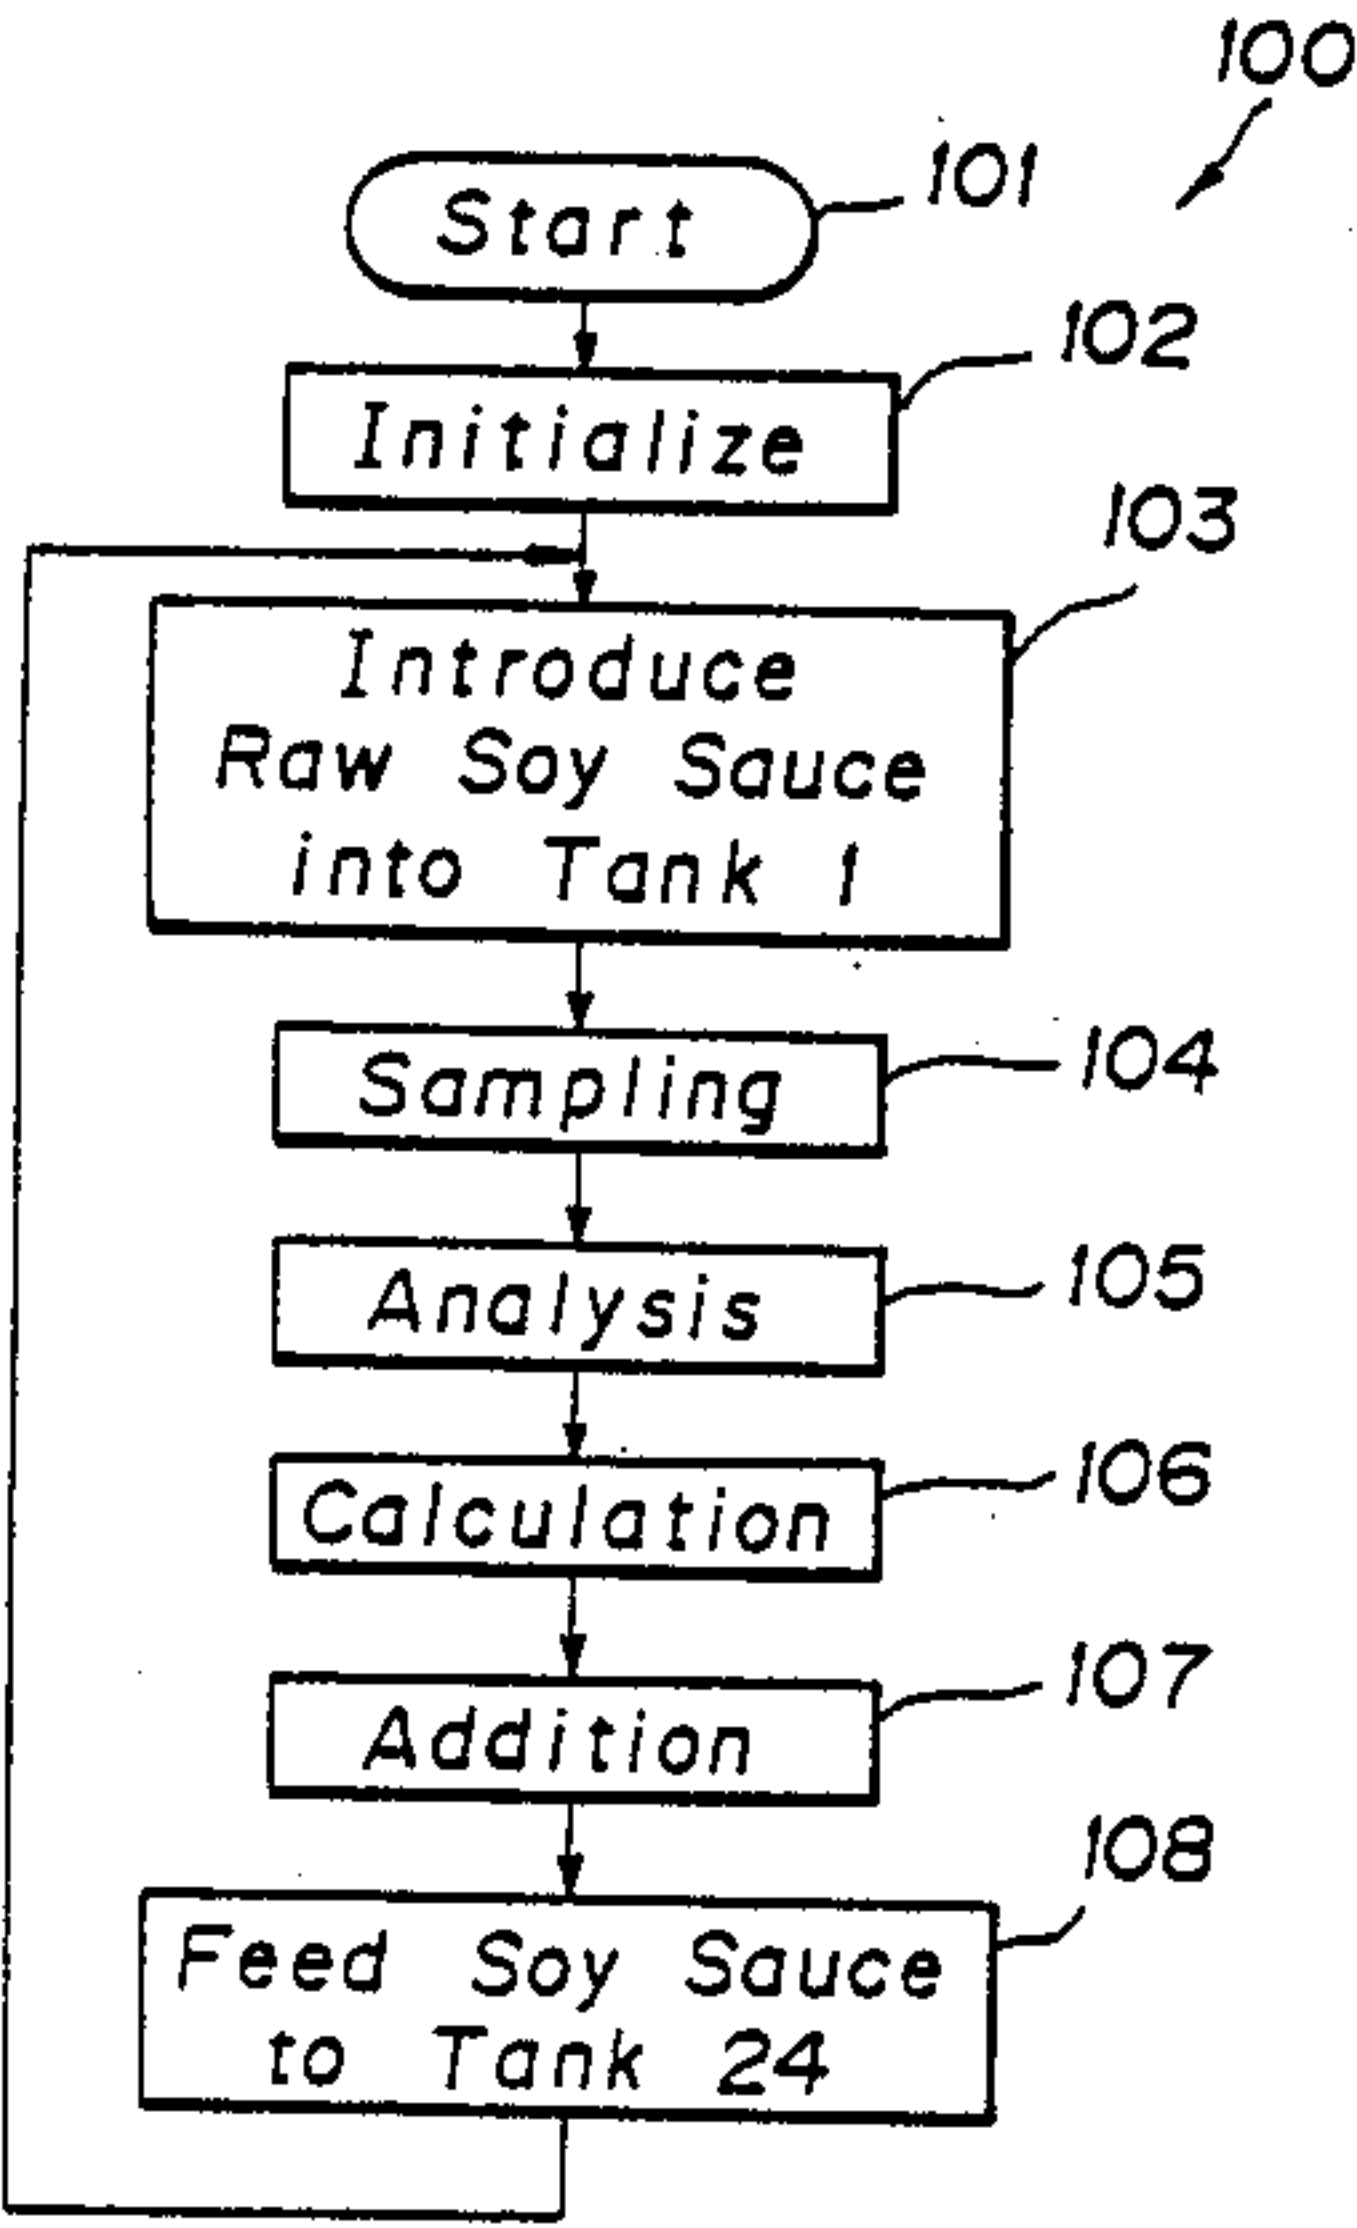 100
Start
101
Initialize
102
103
Introduce
Raw Soy Sauce
into Tank 1
Sampling
104
Analysis
105
Calculation
106
Addition
107
108
Feed Soy Sauce
to Tank 24